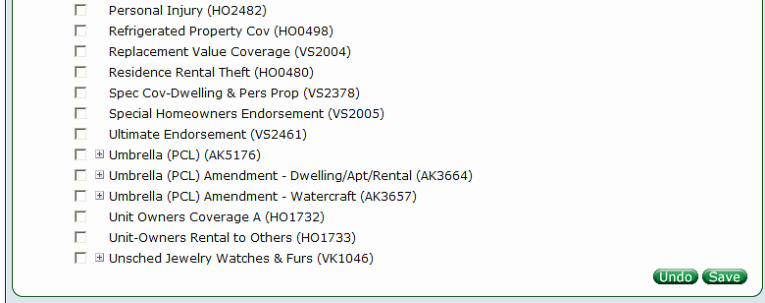 Personal Injury (HO2482)
Refrigerated Property Cov (HO0498)
Replacement Value Coverage (VS2004)
Residence Rental Theft (HO0480)
Spec Cov-Dwelling & Pers Prop (VS2378)
Special Homeowners Endorsement (VS2005)
Ultimate Endorsement (VS2461)
Umbrella (PCL) (AK5176)
Umbrella (PCL) Amendment - Dwelling/Apt/Rental (AK3664)
Umbrella (PCL) Amendment - Watercraft (AK3657)
Unit Owners Coverage A (HO1732)
Unit-Owners Rental to Others (HO1733)
Unsched Jewelry Watches & Furs (VK1046)
Undo Save